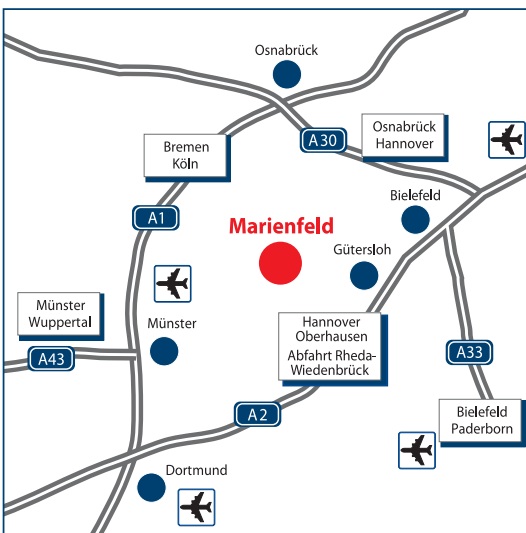 Osnabrück
A30
Osnabrück
Hannover
Bremen
Köln
Bielefeld
A1
Marienfeld
Gütersloh
Münster
Wuppertal
Münster
Hannover
Oberhausen
Abfahrt Rheda-
Wiedenbrück
A43
A33
A2
Bielefeld
Paderborn
Dortmund